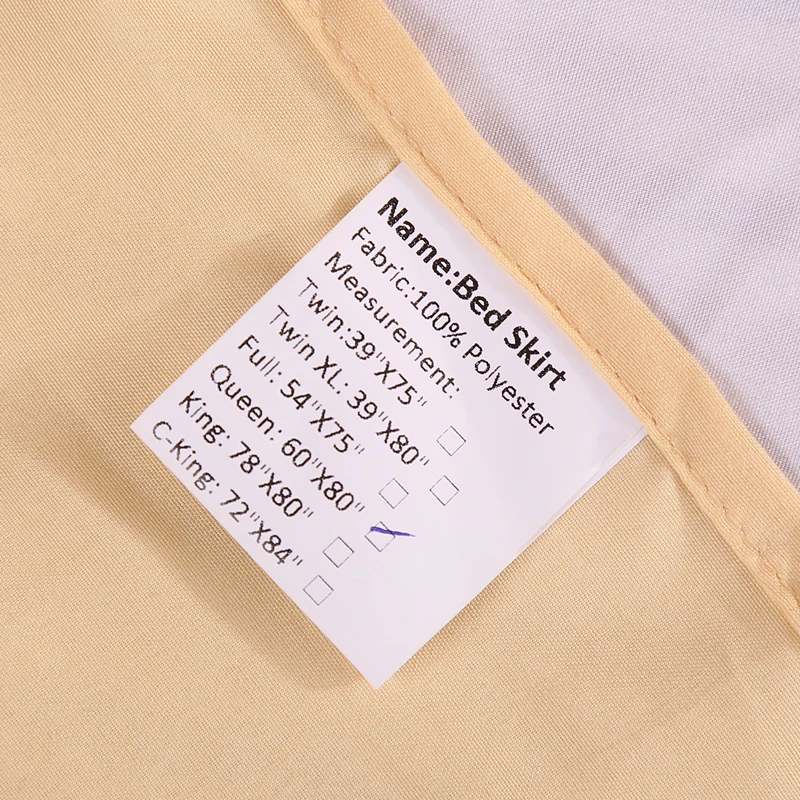 Name:Bed Skirt
Fabric:100% Polyester
Measurement:
Twin:39"X75" ☐
Twin XL: 39"X80" ☐
Full: 54"X75" ☐
Queen: 60"X80" ☑
King: 78"X80" ☐
C-King: 72"X84" ☐